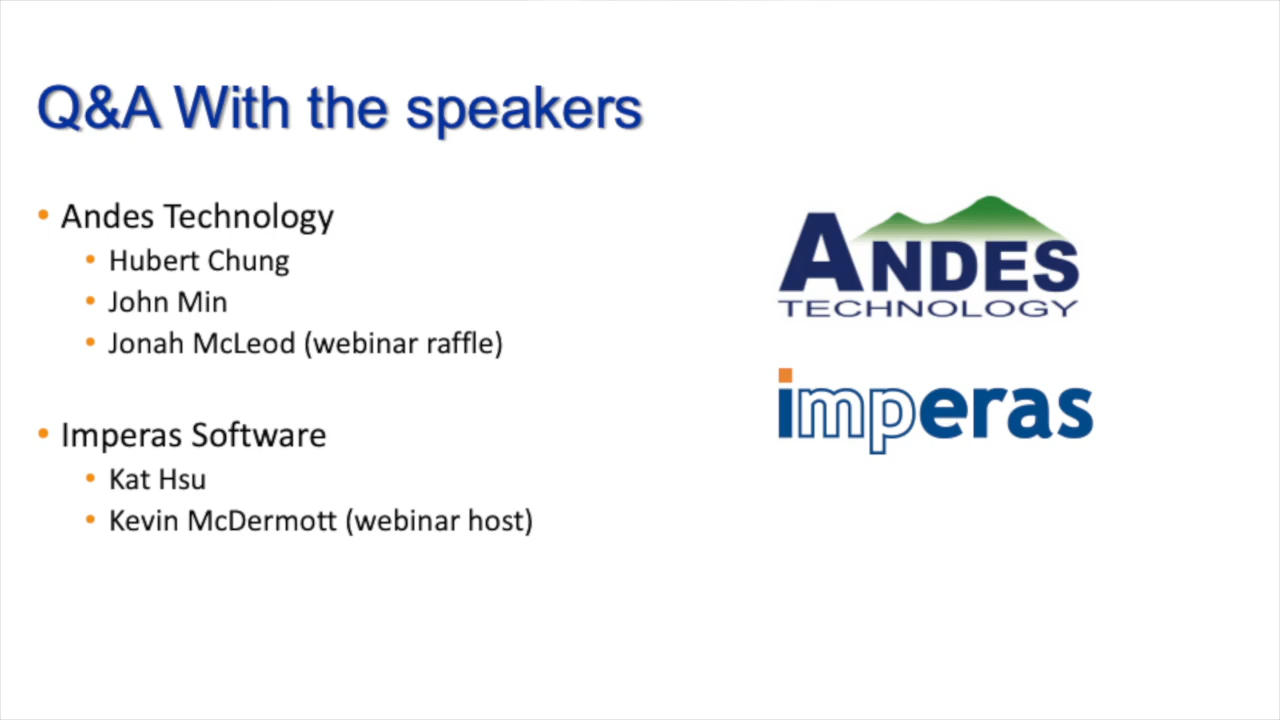 Q&A With the speakers
• Andes Technology
• Hubert Chung
• John Min
• Jonah McLeod (webinar raffle)
• Imperas Software
• Kat Hsu
• Kevin McDermott (webinar host)
ANDES
TECHNOLOGY
imperas